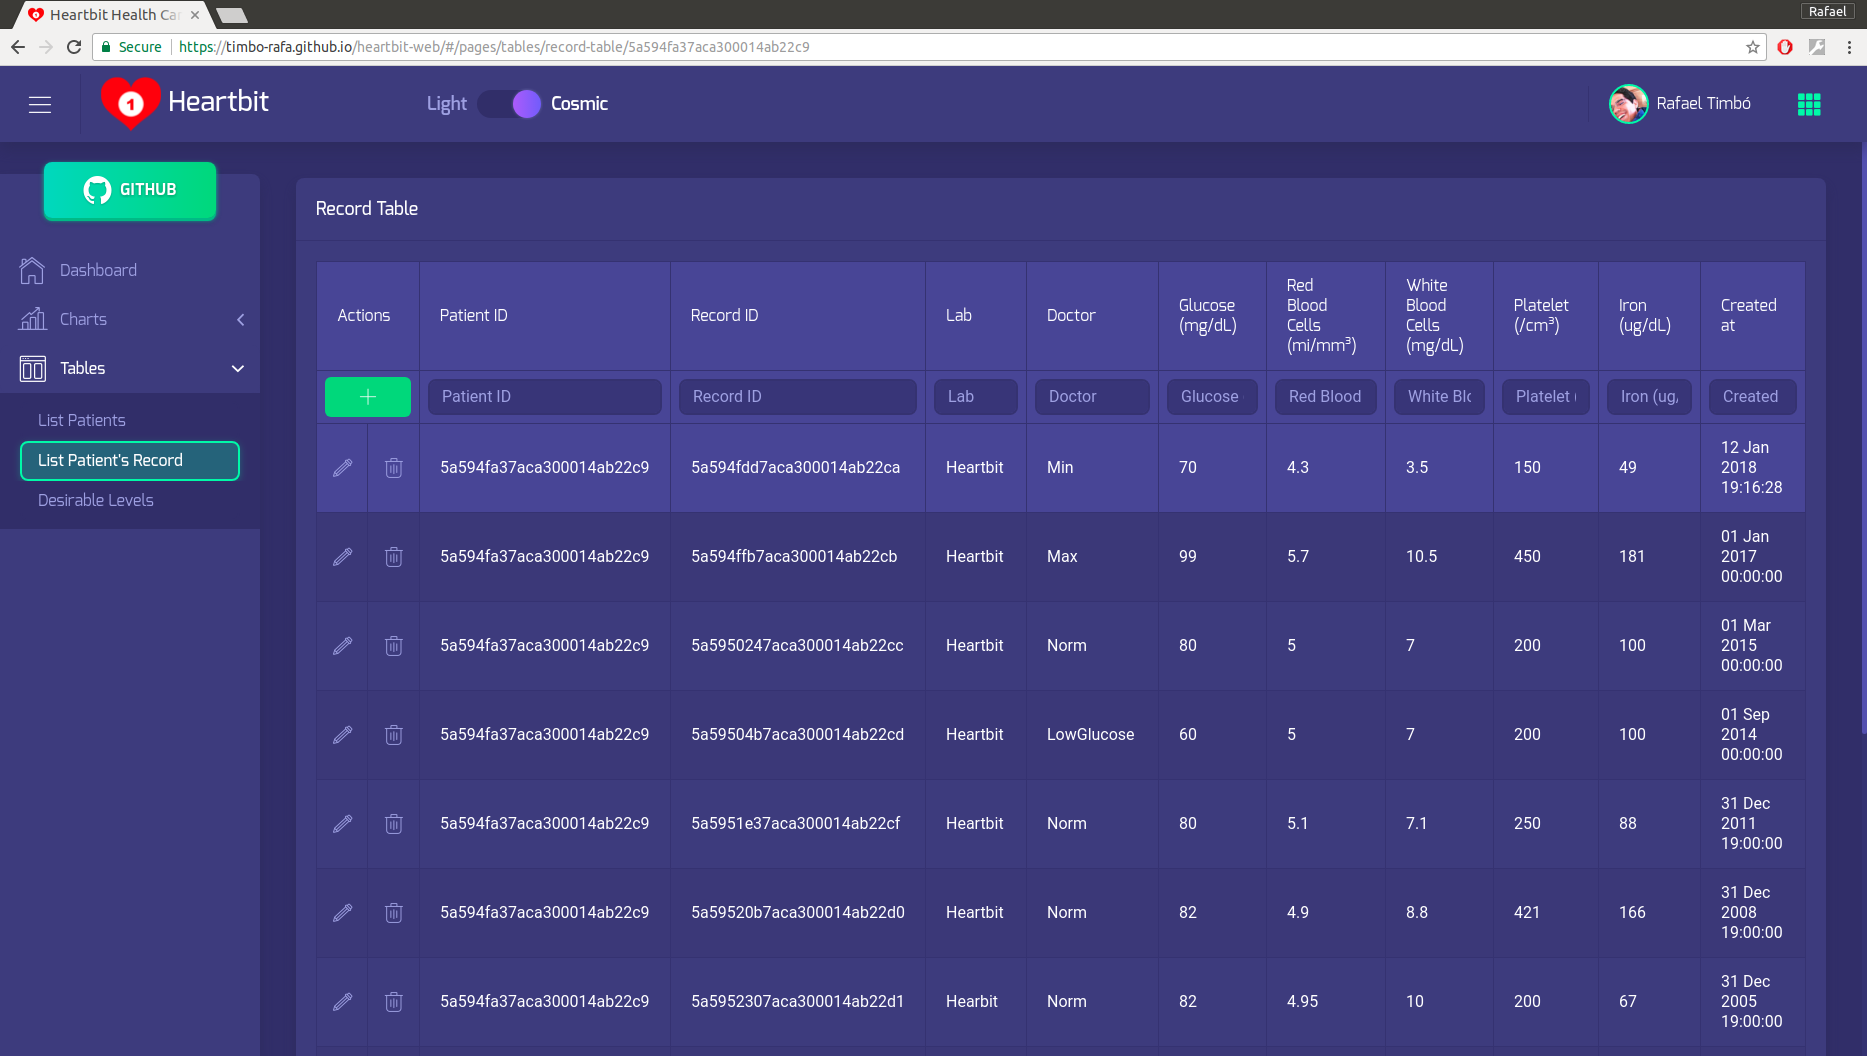 Heartbit Health Ca
Rafael
Secure
https://timbo-rafa.github.io/heartbit-web/#/pages/tables/record-table/5a594fa37aca300014ab22c9
1 Heartbit
Light Cosmic
Rafael Timbó
GITHUB
Dashboard
Charts
Tables
List Patients
List Patient's Record
Desirable Levels
Record Table
Actions
Patient ID
Record ID
Lab
Doctor
Glucose
(mg/dL)
Red
Blood
Cells
(mi/mm³)
White
Blood
Cells
(mg/dL)
Platelet
(/cm³)
Iron
(ug/dL)
Created
at
Patient ID Record ID Lab Doctor Glucose Red Blood White Blo Platelet ( Iron (ug, Created
5a594fa37aca300014ab22c9 5a594fdd7aca300014ab22ca Heartbit Min 70 4.3 3.5 150 49
12 Jan
2018
19:16:28
5a594fa37aca300014ab22c9 5a594ffb7aca300014ab22cb Heartbit Max 99 5.7 10.5 450 181
01 Jan
2017
00:00:00
5a594fa37aca300014ab22c9 5a5950247aca300014ab22cc Heartbit Norm 80 5 7 200 100
01 Mar
2015
00:00:00
5a594fa37aca300014ab22c9 5a59504b7aca300014ab22cd Heartbit LowGlucose 60 5 7 200 100
01 Sep
2014
00:00:00
5a594fa37aca300014ab22c9 5a5951e37aca300014ab22cf Heartbit Norm 80 5.1 7.1 250 88
31 Dec
2011
19:00:00
5a594fa37aca300014ab22c9 5a59520b7aca300014ab22d0 Heartbit Norm 82 4.9 8.8 421 166
31 Dec
2008
19:00:00
5a594fa37aca300014ab22c9 5a5952307aca300014ab22d1 Hearbit Norm 82 4.95 10 200 67
31 Dec
2005
19:00:00